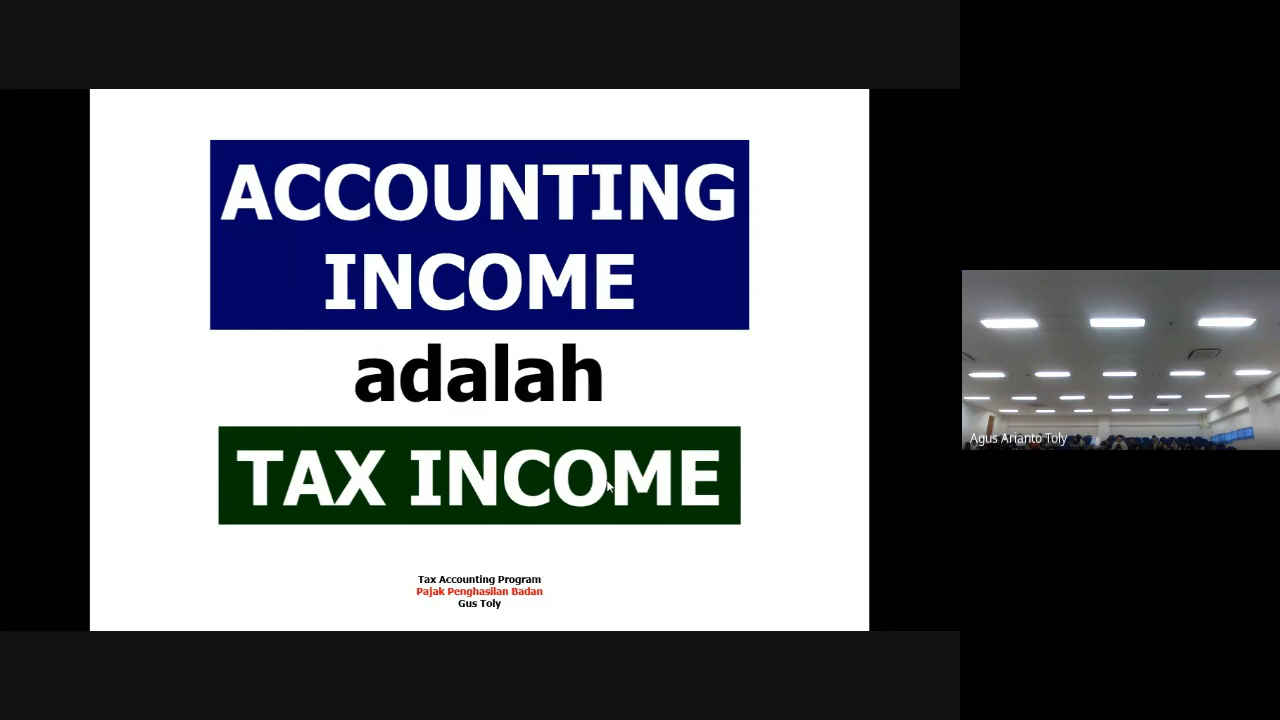 ACCOUNTING
INCOME
adalah
TAX INCOME
Tax Accounting Program
Pajak Penghasilan Badan
Gus Toly
Agus Arianto Toly